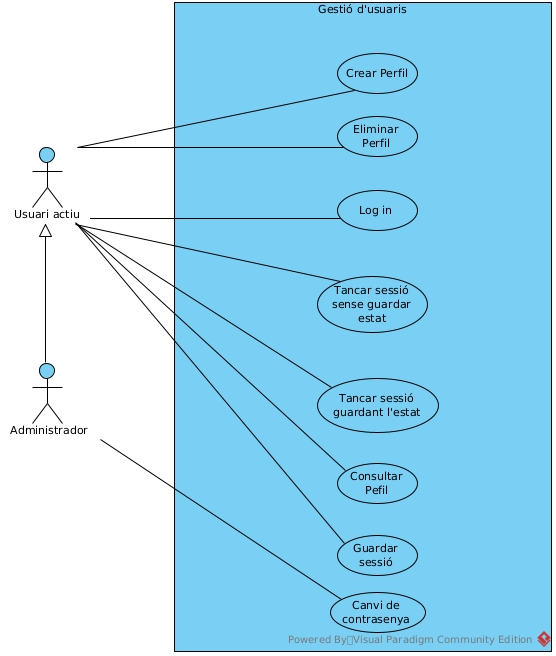 Gestió d'usuaris
Crear Perfil
Eliminar
Perfil
Log in
Usuari actiu
Tancar sessió
sense guardar
estat
Tancar sessió
guardant l'estat
Administrador
Consultar
Pefil
Guardar
sessió
Canvi de
contrasenya
Powered By Visual Paradigm Community Edition